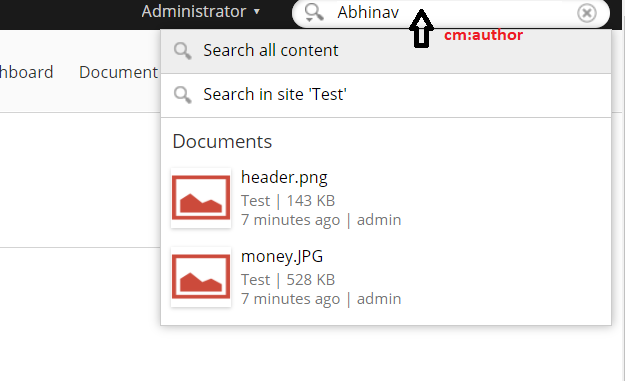 Administrator ▾
Abhinav
cm:author
Search all content
hboard Document
Search in site 'Test'
Documents
header.png
Test | 143 KB
7 minutes ago | admin
money.JPG
Test | 528 KB
7 minutes ago | admin